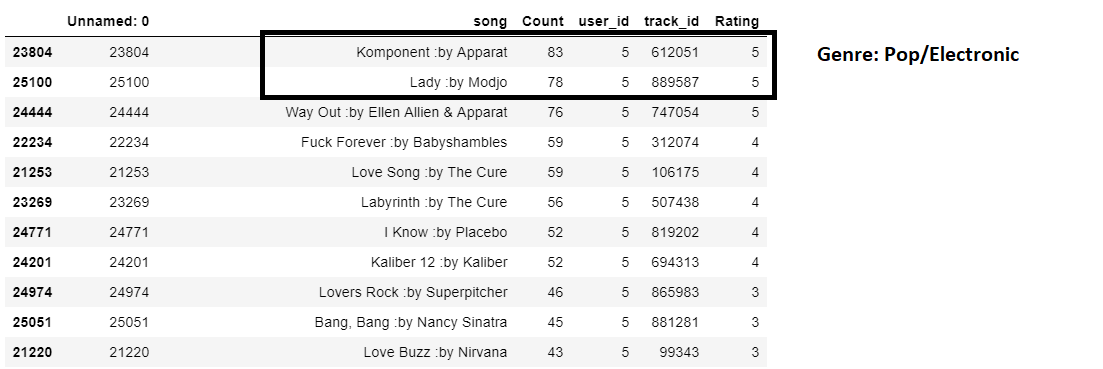 Unnamed: 0 song Count user_id track_id Rating
23804 23804 Komponent :by Apparat 83 5 612051 5 Genre: Pop/Electronic
25100 25100 Lady :by Modjo 78 5 889587 5
24444 24444 Way Out :by Ellen Allien & Apparat 76 5 747054 5
22234 22234 Fuck Forever :by Babyshambles 59 5 312074 4
21253 21253 Love Song :by The Cure 59 5 106175 4
23269 23269 Labyrinth :by The Cure 56 5 507438 4
24771 24771 I Know :by Placebo 52 5 819202 4
24201 24201 Kaliber 12 :by Kaliber 52 5 694313 4
24974 24974 Lovers Rock :by Superpitcher 46 5 865983 3
25051 25051 Bang, Bang :by Nancy Sinatra 45 5 881281 3
21220 21220 Love Buzz :by Nirvana 43 5 99343 3